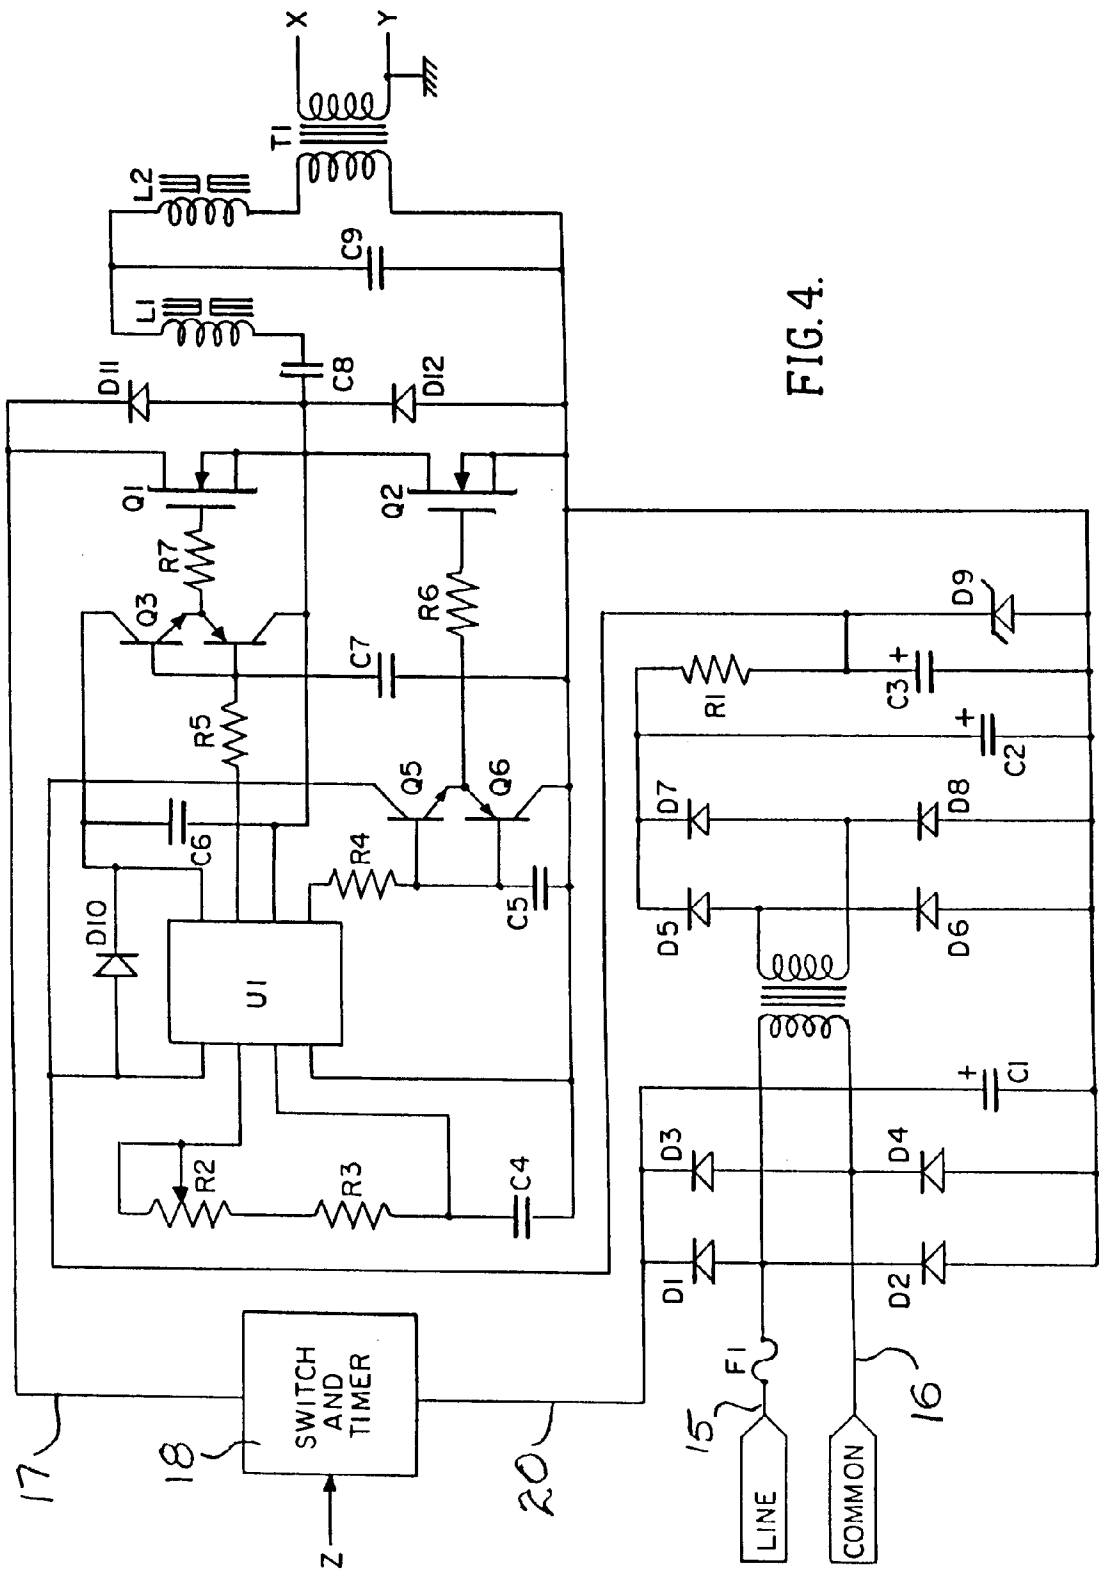 17
18
SWITCH
AND
TIMER
Z
20
R2
R3
C4
D10
U1
C6
R4
C5
R5
Q3
R7
Q1
D11
L1
L2
T1
X
Y
C8
D12
C9
Q2
R6
C7
Q5
Q6
LINE
15
F1
COMMON
16
D1
D2
D3
D4
C1
+
D5
D6
D7
D8
C2
+
R1
C3
+
D9
FIG. 4.